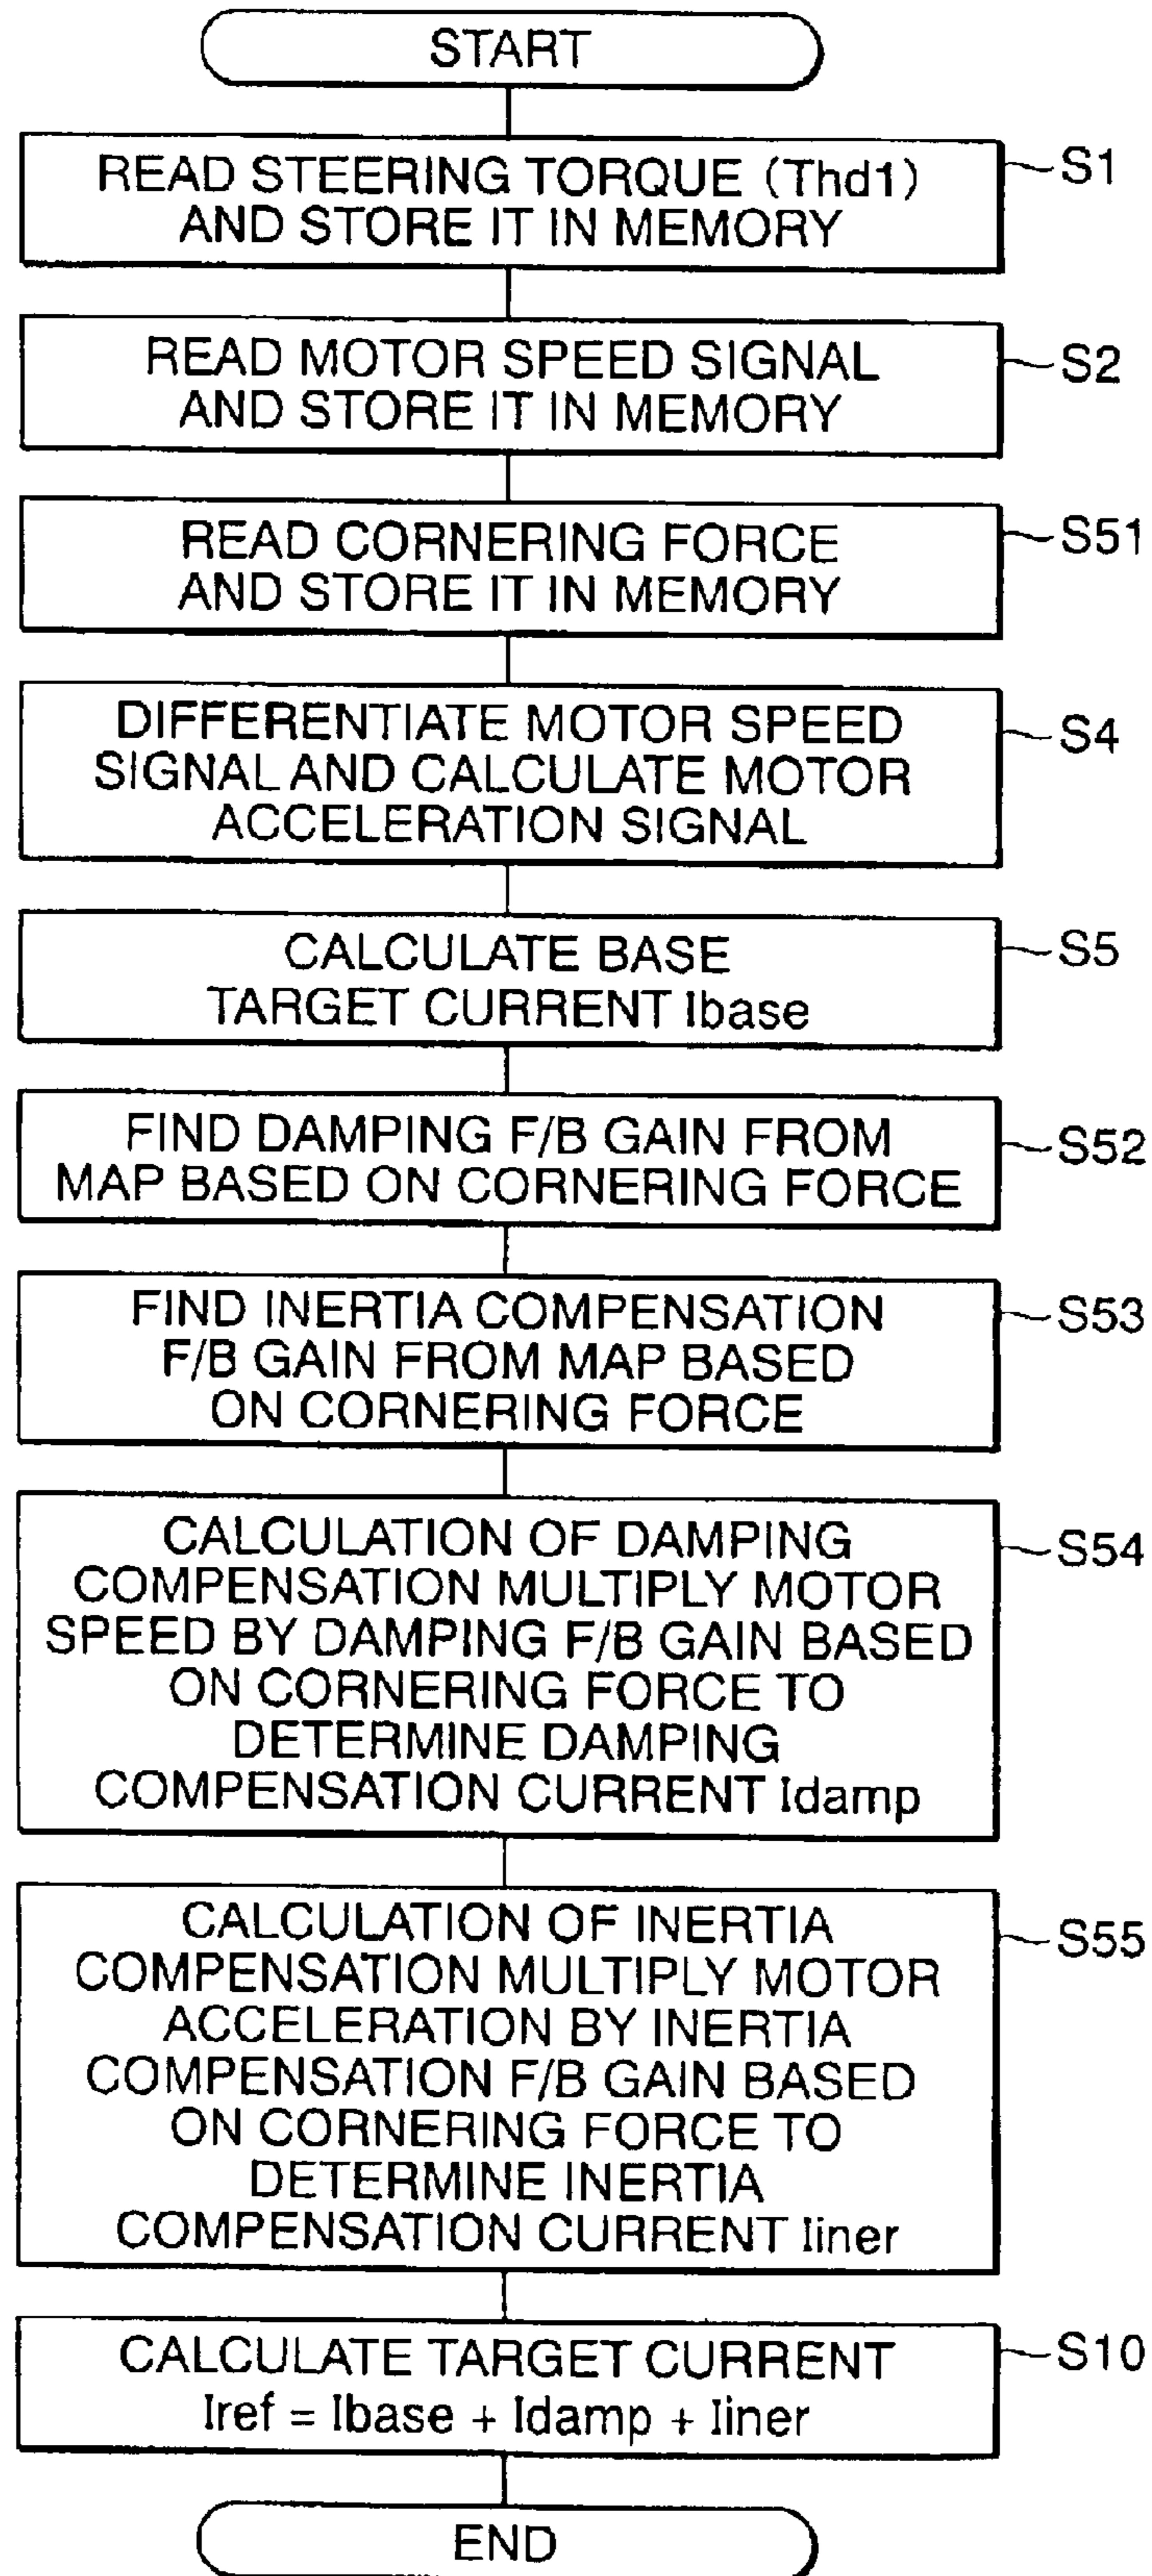 START
READ STEERING TORQUE (Thd1)
AND STORE IT IN MEMORY
S1
READ MOTOR SPEED SIGNAL
AND STORE IT IN MEMORY
S2
READ CORNERING FORCE
AND STORE IT IN MEMORY
S51
DIFFERENTIATE MOTOR SPEED
SIGNAL AND CALCULATE MOTOR
ACCELERATION SIGNAL
S4
CALCULATE BASE
TARGET CURRENT Ibase
S5
FIND DAMPING F/B GAIN FROM
MAP BASED ON CORNERING FORCE
S52
FIND INERTIA COMPENSATION
F/B GAIN FROM MAP BASED
ON CORNERING FORCE
S53
CALCULATION OF DAMPING
COMPENSATION MULTIPLY MOTOR
SPEED BY DAMPING F/B GAIN BASED
ON CORNERING FORCE TO
DETERMINE DAMPING
COMPENSATION CURRENT Idamp
S54
CALCULATION OF INERTIA
COMPENSATION MULTIPLY MOTOR
ACCELERATION BY INERTIA
COMPENSATION F/B GAIN BASED
ON CORNERING FORCE TO
DETERMINE INERTIA
COMPENSATION CURRENT Iiner
S55
CALCULATE TARGET CURRENT
Iref = Ibase + Idamp + Iiner
S10
END